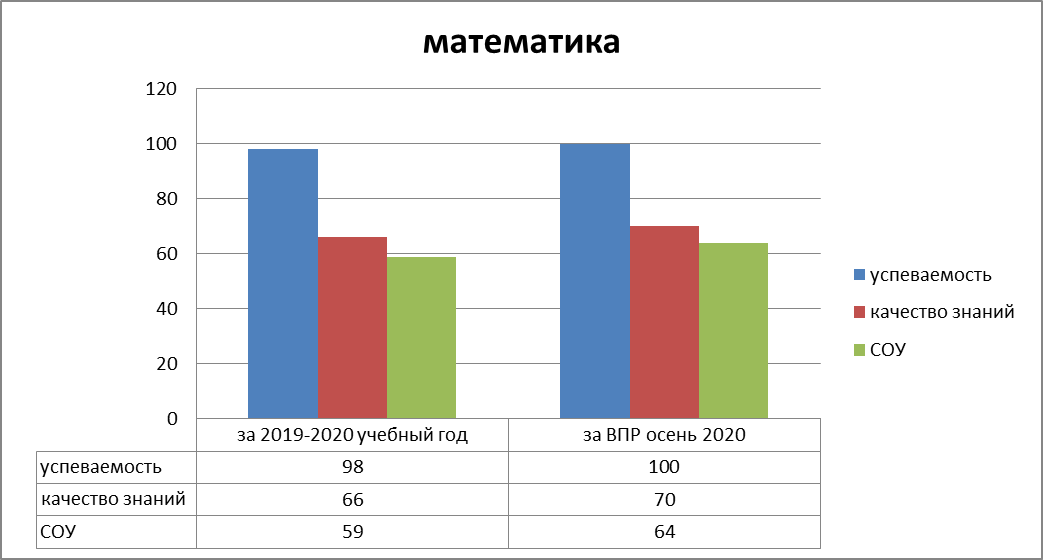 математика
120
100
80
60
40
20
0
успеваемость
качество знаний
СОУ
за 2019-2020 учебный год за ВПР осень 2020
успеваемость 98 100
качество знаний 66 70
СОУ 59 64